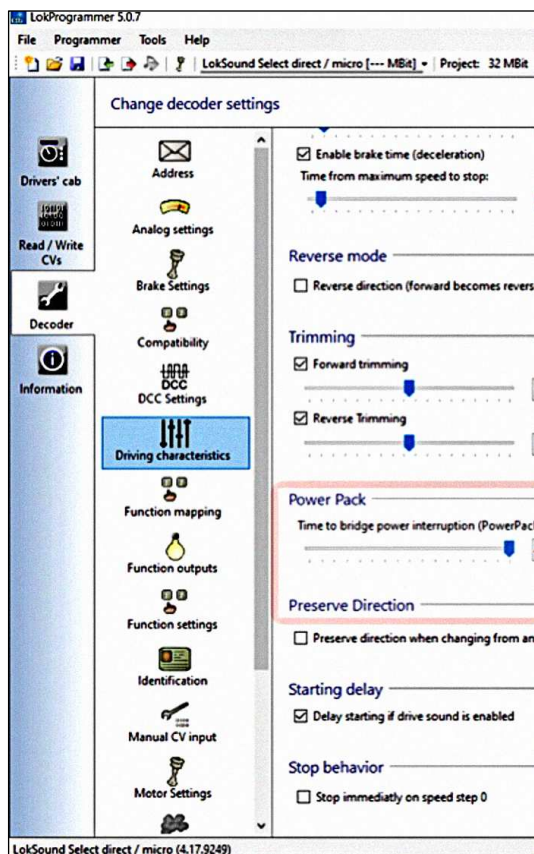 LokProgrammer 5.0.7
File Programmer Tools Help
LokSound Select direct / micro [--- MBit] Project: 32 MBit
Change decoder settings
Drivers' cab
Read / Write
CVs
Decoder
Information
Address
Analog settings
Brake Settings
Compatibility
DCC
DCC Settings
Driving characteristics
Function mapping
Function outputs
Function settings
Identification
Manual CV input
Motor Settings
Enable brake time (deceleration)
Time from maximum speed to stop:
Reverse mode
Reverse direction (forward becomes revers
Trimming
Forward trimming
Reverse Trimming
Power Pack
Time to bridge power interruption (PowerPac
Preserve Direction
Preserve direction when changing from an
Starting delay
Delay starting if drive sound is enabled
Stop behavior
Stop immediatly on speed step 0
LokSound Select direct / micro (4.17.9249)